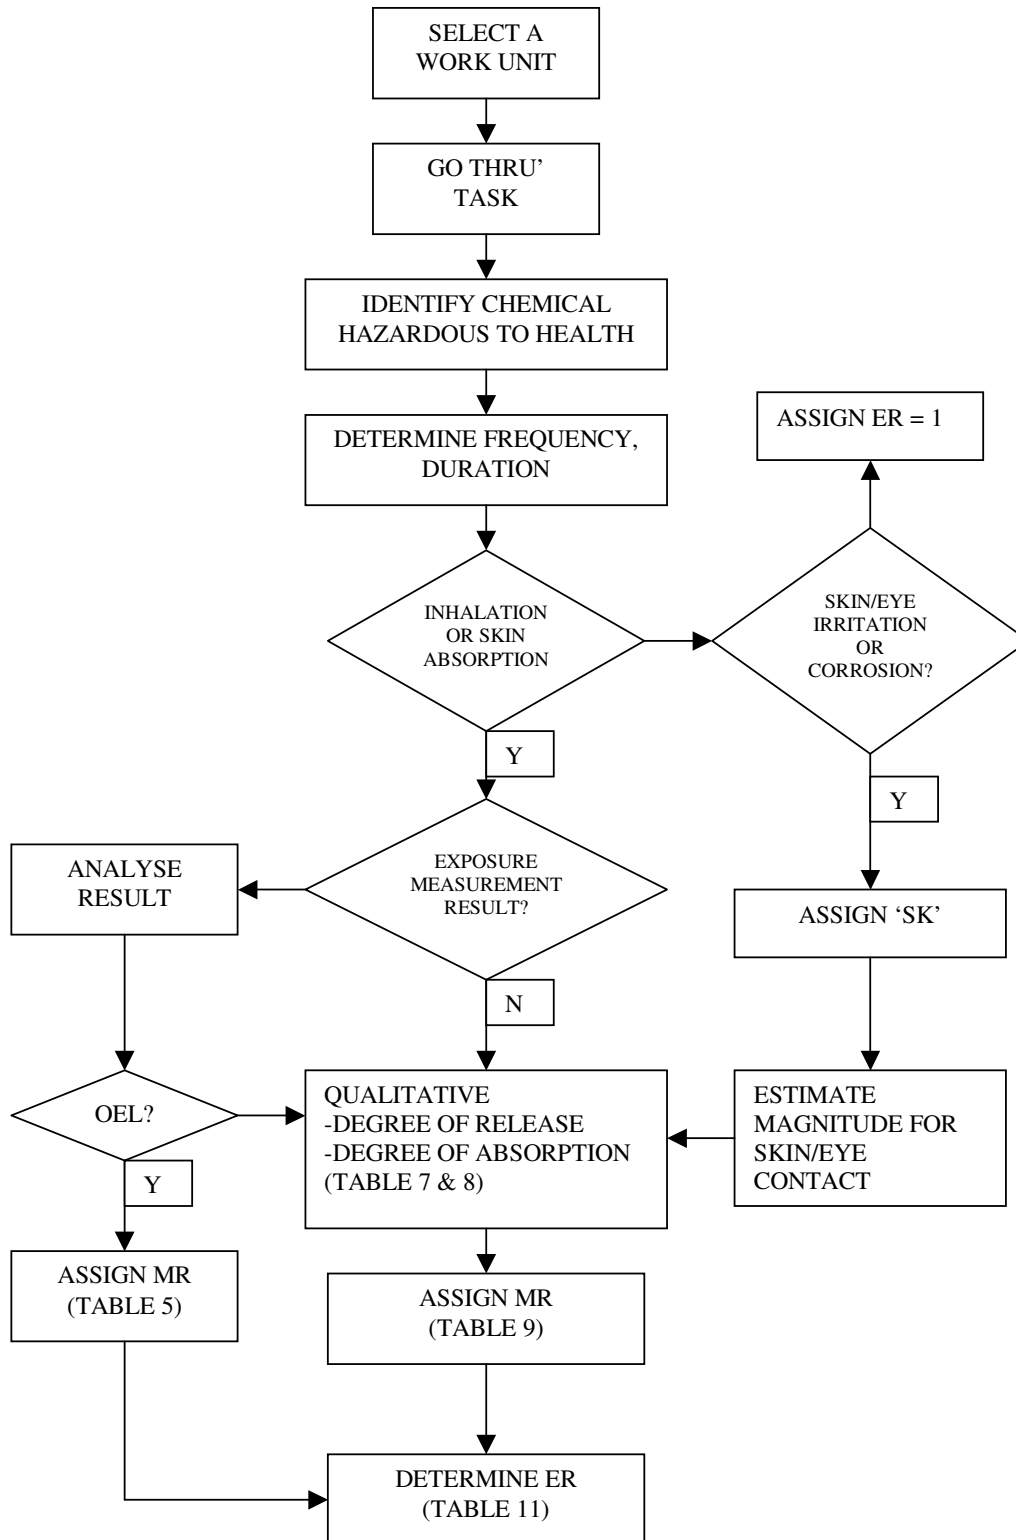 SELECT A
WORK UNIT
GO THRU’
TASK
IDENTIFY CHEMICAL
HAZARDOUS TO HEALTH
DETERMINE FREQUENCY,
DURATION
ASSIGN ER = 1
INHALATION
OR SKIN
ABSORPTION
SKIN/EYE
IRRITATION
OR
CORROSION?
Y
Y
EXPOSURE
MEASUREMENT
RESULT?
ANALYSE
RESULT
ASSIGN ‘SK’
N
OEL?
QUALITATIVE
-DEGREE OF RELEASE
-DEGREE OF ABSORPTION
(TABLE 7 & 8)
ESTIMATE
MAGNITUDE FOR
SKIN/EYE
CONTACT
Y
ASSIGN MR
(TABLE 5)
ASSIGN MR
(TABLE 9)
DETERMINE ER
(TABLE 11)